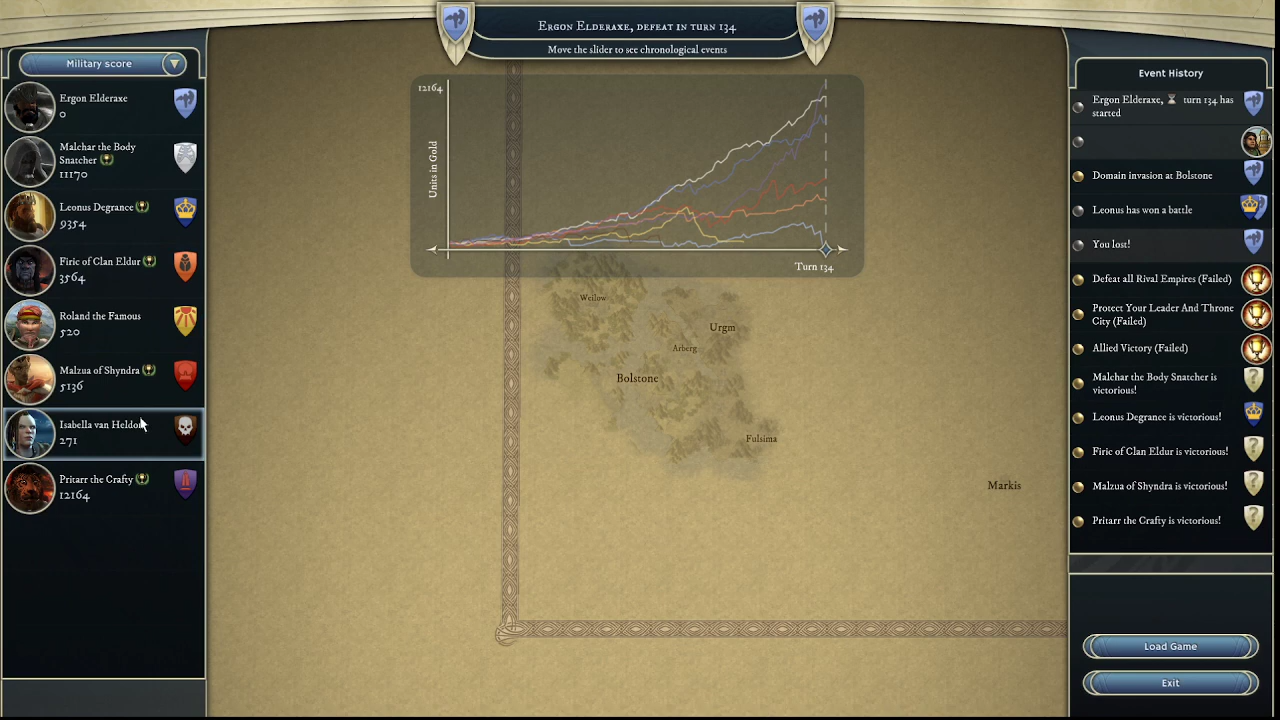 Ergon Elderaxe, defeat in turn 134
Move the slider to see chronological events
Military score
Ergon Elderaxe
0
Malchar the Body
Snatcher
11170
Leonus Degrance
9354
Firic of Clan Eldur
3564
Roland the Famous
520
Malzua of Shyndra
5136
Isabella van Heldon
271
Pritarr the Crafty
12164
12164
Units in Gold
Turn 134
Weilow
Urgm
Arberg
Bolstone
Fulsima
Markis
Event History
Ergon Elderaxe, turn 134 has
started
Domain invasion at Bolstone
Leonus has won a battle
You lost!
Defeat all Rival Empires (Failed)
Protect Your Leader And Throne
City (Failed)
Allied Victory (Failed)
Malchar the Body Snatcher is
victorious!
Leonus Degrance is victorious!
Firic of Clan Eldur is victorious!
Malzua of Shyndra is victorious!
Pritarr the Crafty is victorious!
Load Game
Exit